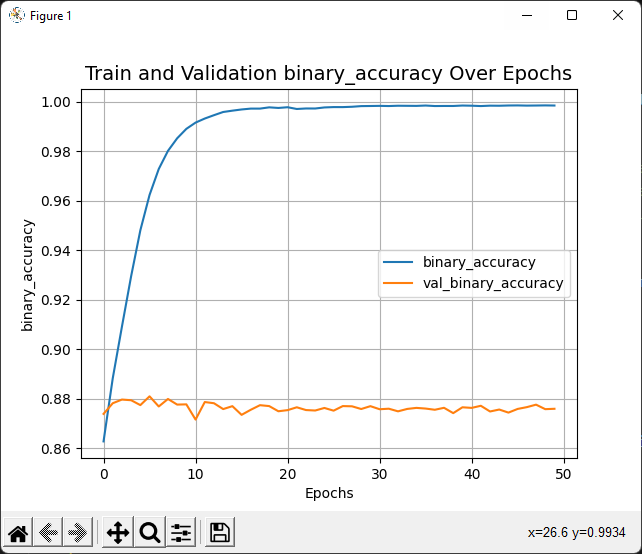 Figure 1
Train and Validation binary_accuracy Over Epochs
1.00
0.98
0.96
0.94
0.92
0.90
0.88
0.86
binary_accuracy
binary_accuracy
val_binary_accuracy
0 10 20 30 40 50
Epochs
x=26.6 y=0.9934